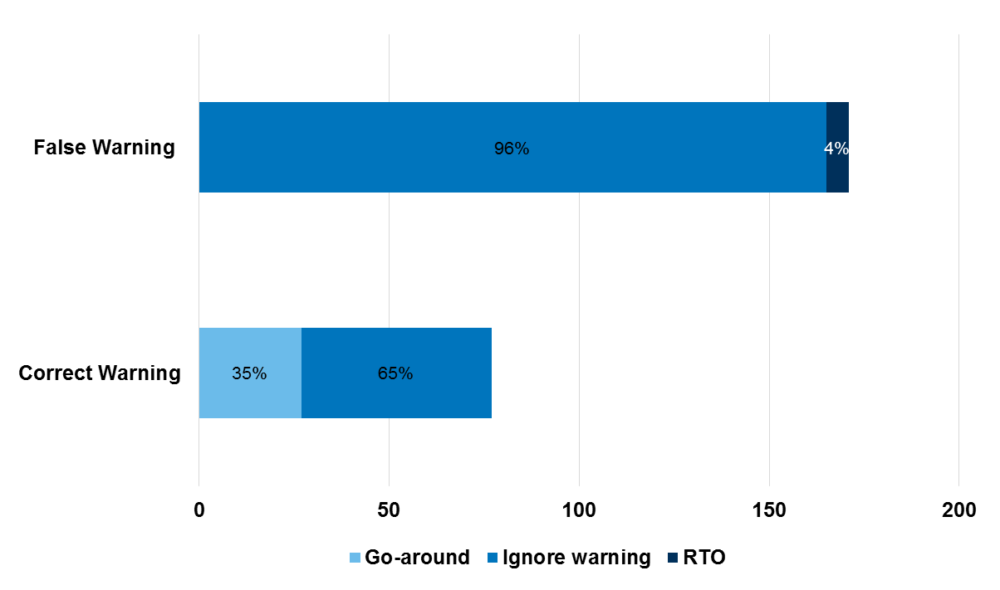 False Warning
96%
4%
Correct Warning
35%
65%
0 50 100 150 200
Go-around Ignore warning RTO